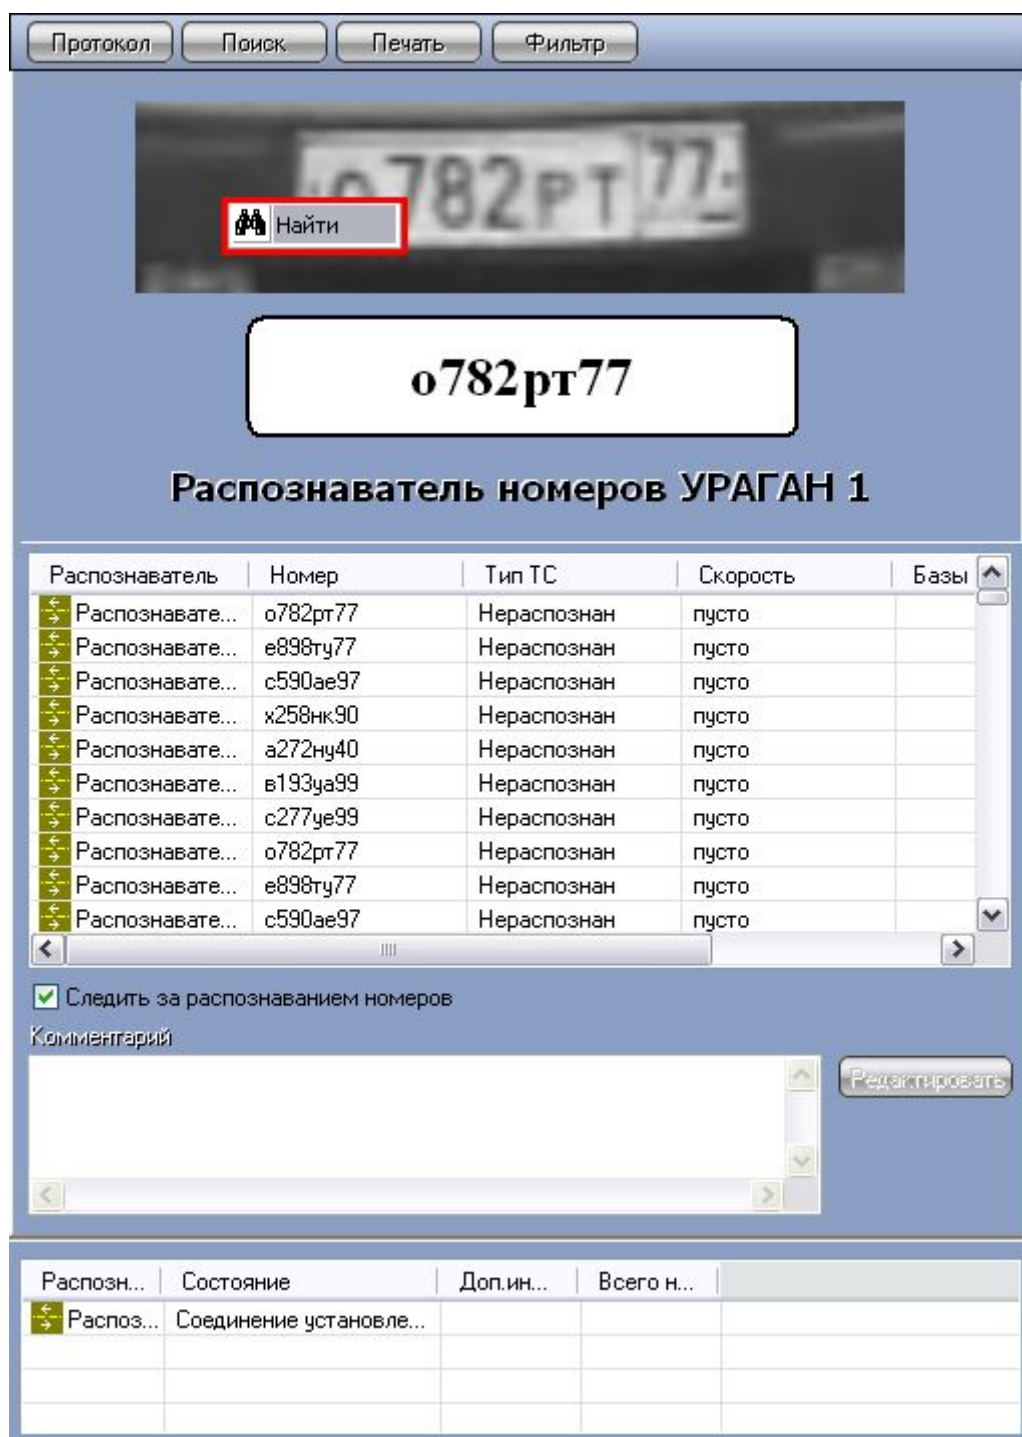 Протокол Поиск Печать Фильтр
о782рт 77
Найти
о782рт77
Распознаватель номеров УРАГАН 1
Распознаватель Номер Тип ТС Скорость Базы
Распознавате... о782рт77 Нераспознан пусто
Распознавате... е898ту77 Нераспознан пусто
Распознавате... с590ае97 Нераспознан пусто
Распознавате... х258нк90 Нераспознан пусто
Распознавате... а272ну40 Нераспознан пусто
Распознавате... в193уа99 Нераспознан пусто
Распознавате... с277уе99 Нераспознан пусто
Распознавате... о782рт77 Нераспознан пусто
Распознавате... е898ту77 Нераспознан пусто
Распознавате... с590ае97 Нераспознан пусто
Следить за распознаванием номеров
Комментарий
Редактировать
Распозн... Состояние Доп.ин... Всего н...
Распоз... Соединение установле...